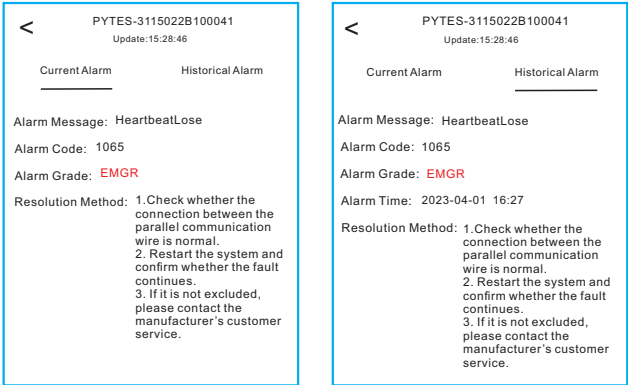 <
PYTES-3115022B100041
Update:15:28:46
Current Alarm
Historical Alarm
Alarm Message: HeartbeatLose
Alarm Code: 1065
Alarm Grade: EMGR
Resolution Method: 1.Check whether the
connection between the
parallel communication
wire is normal.
2. Restart the system and
confirm whether the fault
continues.
3. If it is not excluded,
please contact the
manufacturer's customer
service.
<
PYTES-3115022B100041
Update:15:28:46
Current Alarm
Historical Alarm
Alarm Message: HeartbeatLose
Alarm Code: 1065
Alarm Grade: EMGR
Alarm Time: 2023-04-01 16:27
Resolution Method: 1.Check whether the
connection between the
parallel communication
wire is normal.
2. Restart the system and
confirm whether the fault
continues.
3. If it is not excluded,
please contact the
manufacturer's customer
service.